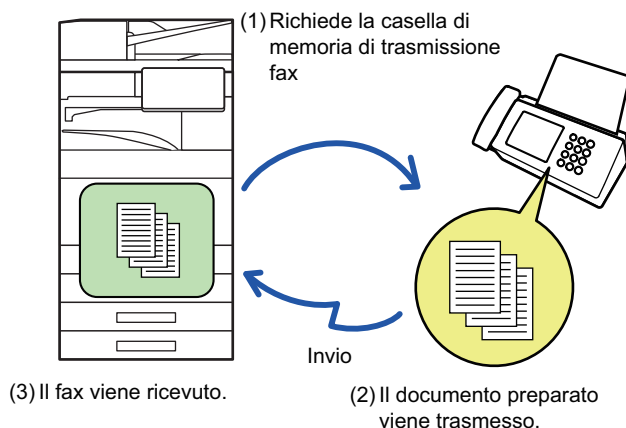 (1) Richiede la casella di
memoria di trasmissione
fax
Invio
(3) Il fax viene ricevuto.
(2) Il documento preparato
viene trasmesso.